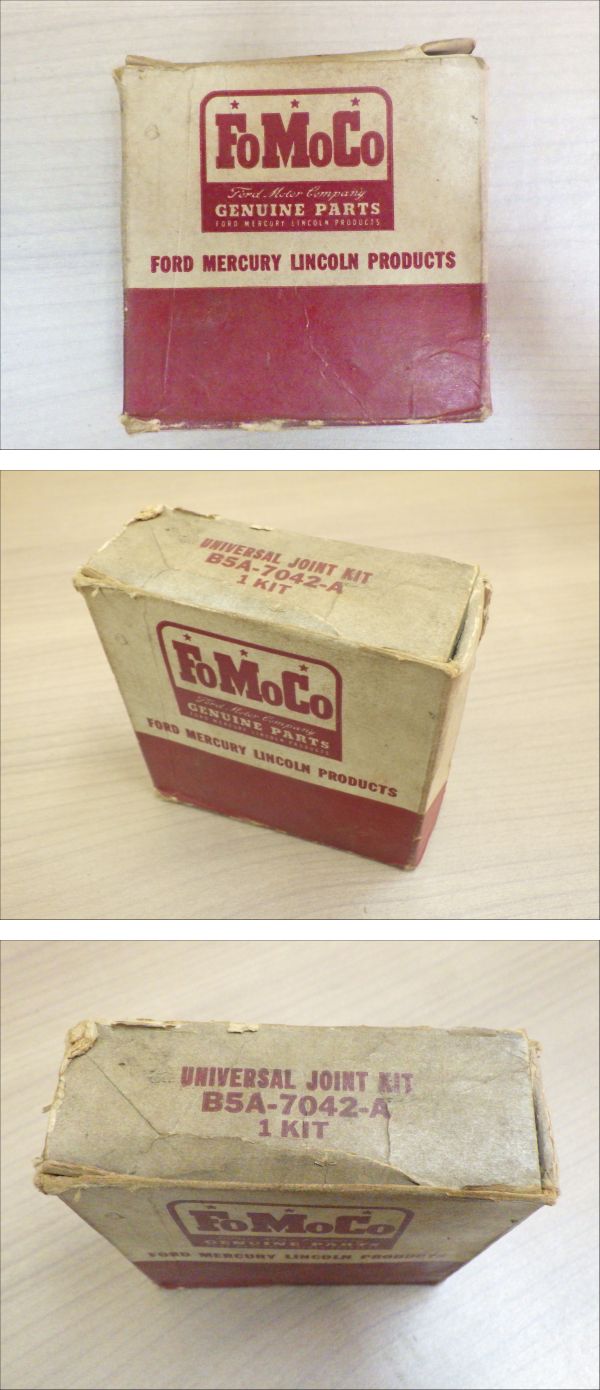 FoMoCo
Ford Motor Company
GENUINE PARTS
FORD MERCURY LINCOLN PRODUCTS
FORD MERCURY LINCOLN PRODUCTS
UNIVERSAL JOINT KIT
B5A-7042-A
1 KIT
FoMoCo
Ford Motor Company
GENUINE PARTS
FORD MERCURY LINCOLN PRODUCTS
FORD MERCURY LINCOLN PRODUCTS
UNIVERSAL JOINT KIT
B5A-7042-A
1 KIT
FoMoCo
GENUINE PARTS
FORD MERCURY LINCOLN PRODUCTS